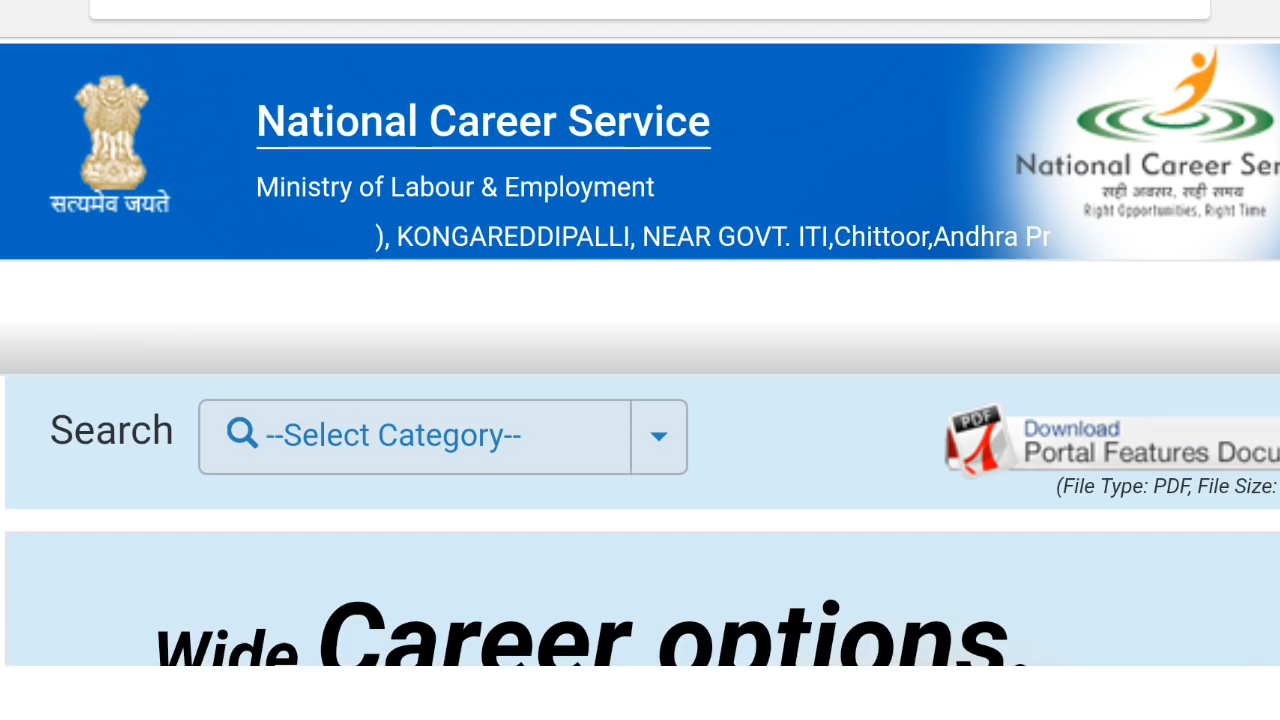 सत्यमेव जयते
National Career Service
Ministry of Labour & Employment
), KONGAREDDIPALLI, NEAR GOVT. ITI,Chittoor,Andhra Pr
National Career Ser
सही अवसर, सही समय
Right Opportunities, Right Time
Search
--Select Category--
PDF
Download
Portal Features Docu
(File Type: PDF, File Size:
Wide Career options.